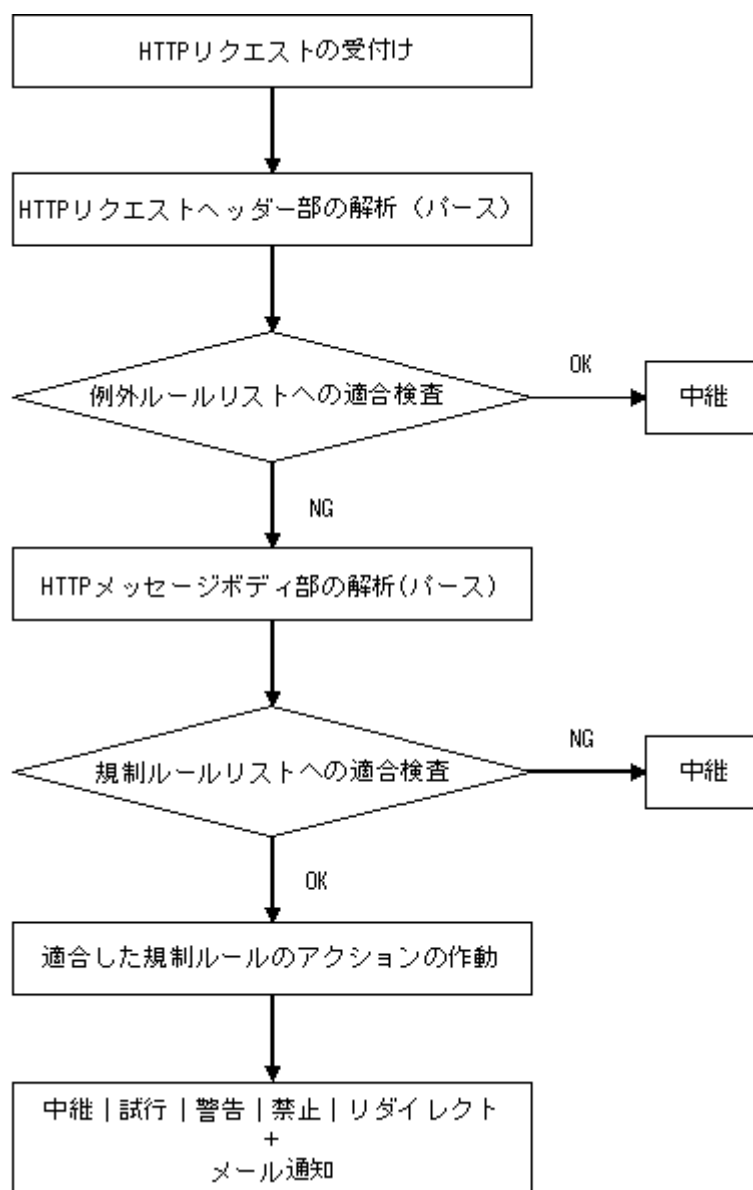 HTTPリクエストの受付け
HTTPリクエストヘッダー部の解析（パース）
例外ルールリストへの適合検査
OK
中継
NG
HTTPメッセージボディ部の解析(パース)
規制ルールリストへの適合検査
NG
中継
OK
適合した規制ルールのアクションの作動
中継｜試行｜警告｜禁止｜リダイレクト
+
メール通知